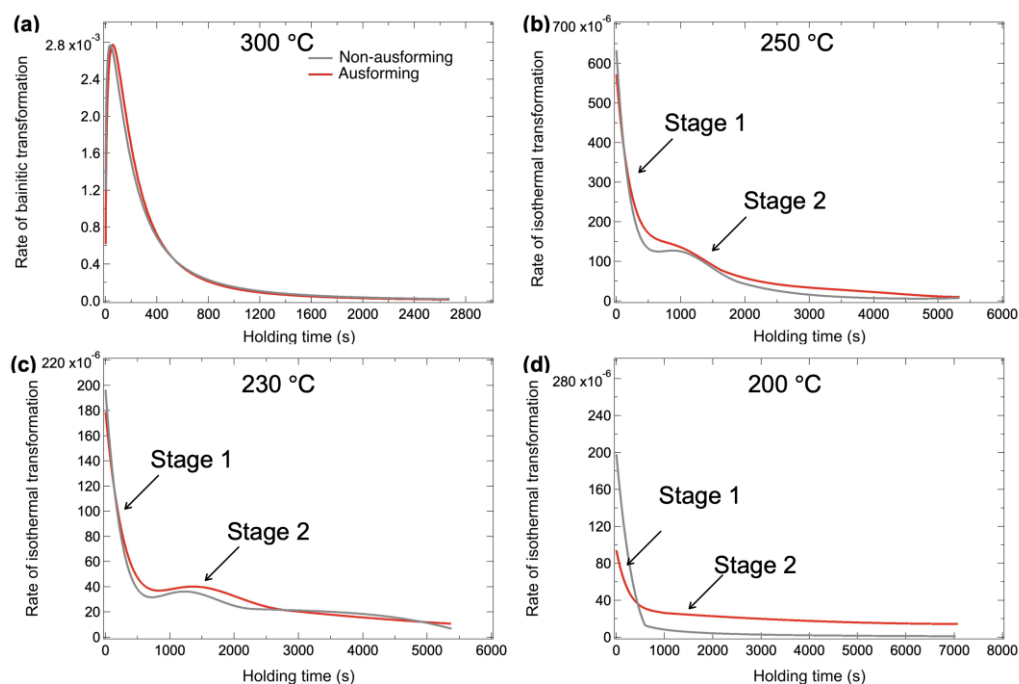 (a)
300 °C
2.8 x10⁻³
2.4
2.0
1.6
1.2
0.8
0.4
0.0
Rate of bainitic transformation
Non-ausforming
Ausforming
0 400 800 1200 1600 2000 2400 2800
Holding time (s)
(b)
250 °C
700 x10⁻⁶
600
500
400
300
200
100
0
Rate of isothermal transformation
Stage 1
Stage 2
0 1000 2000 3000 4000 5000 6000
Holding time (s)
(c)
230 °C
220 x10⁻⁶
200
180
160
140
120
100
80
60
40
20
0
Rate of isothermal transformation
Stage 1
Stage 2
0 1000 2000 3000 4000 5000 6000
Holding time (s)
(d)
200 °C
280 x10⁻⁶
240
200
160
120
80
40
0
Rate of isothermal transformation
Stage 1
Stage 2
0 1000 2000 3000 4000 5000 6000 7000 8000
Holding time (s)